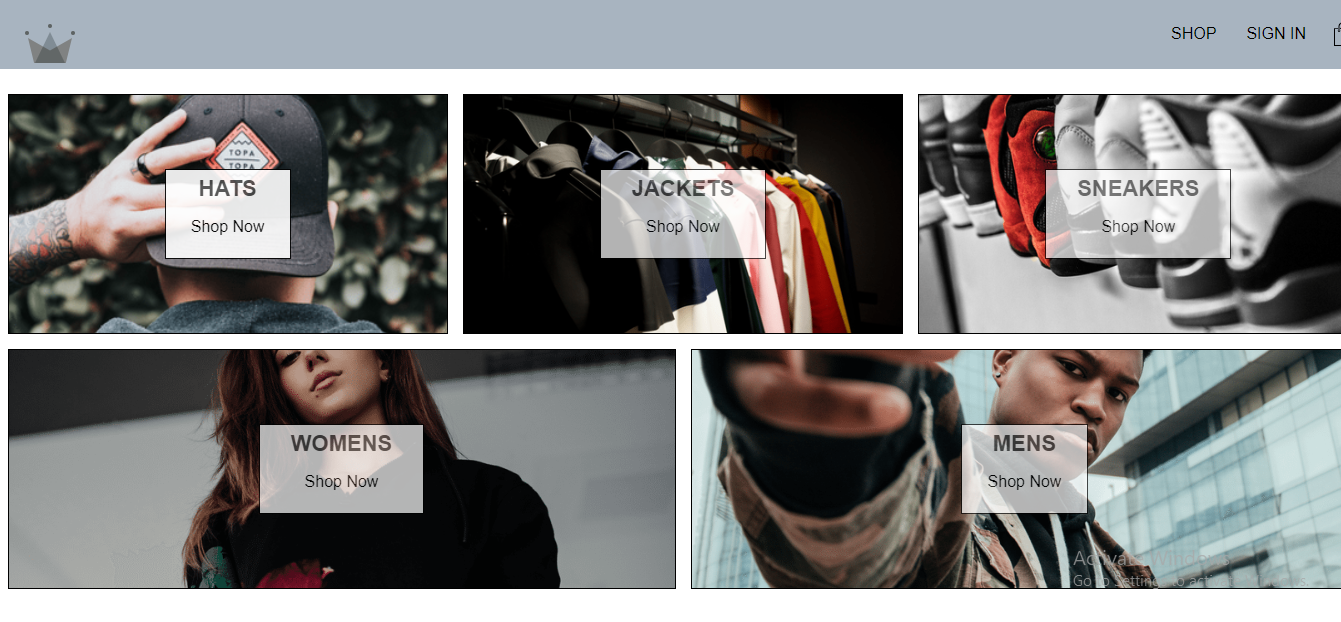 SHOP SIGN IN
TOPA
TOPA
HATS
Shop Now
JACKETS
Shop Now
SNEAKERS
Shop Now
WOMENS
Shop Now
MENS
Shop Now
Activate Windows
Go to Settings to activate Windows.